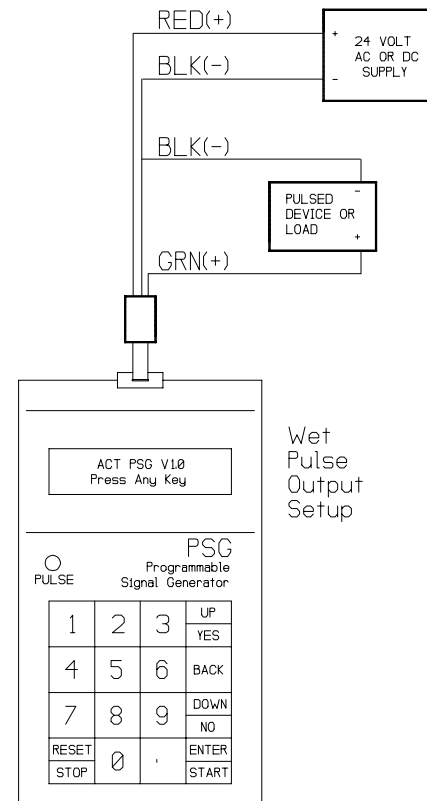 RED(+)
BLK(-)
+
-
24 VOLT
AC OR DC
SUPPLY
BLK(-)
-
PULSED
DEVICE OR
LOAD
+
GRN(+)
Wet
Pulse
Output
Setup
ACT PSG V1.0
Press Any Key
PSG
Programmable
Signal Generator
PULSE
1 2 3 UP
YES
4 5 6 BACK
7 8 9 DOWN
NO
RESET 0 . ENTER
STOP START